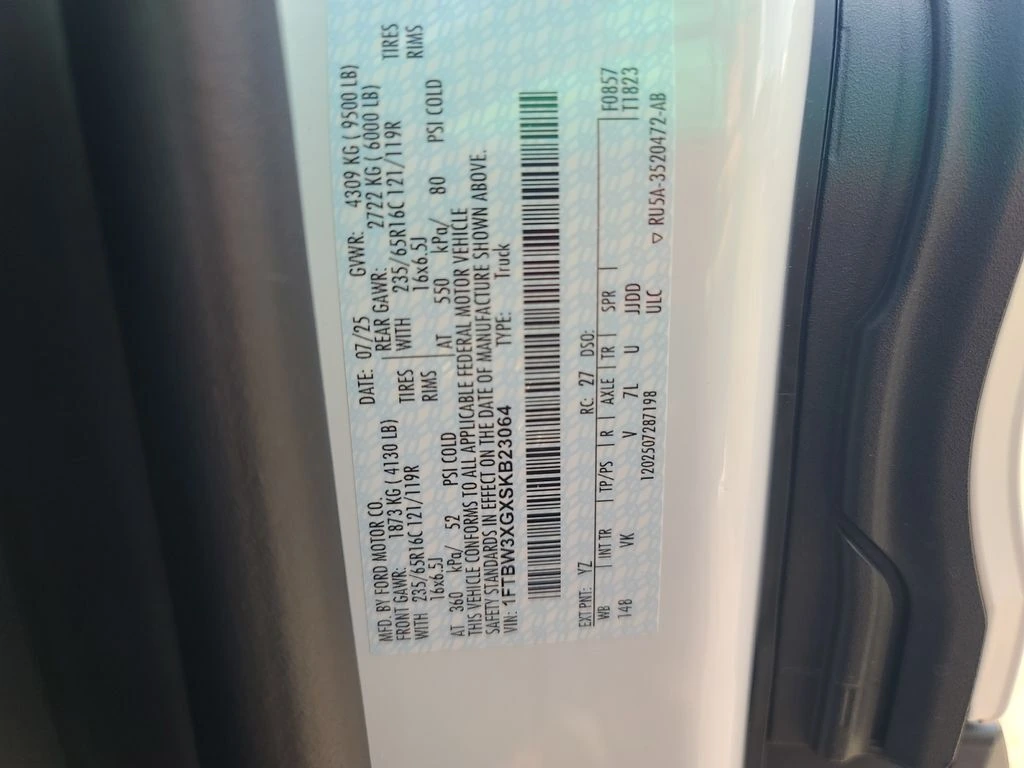 MFD. BY FORD MOTOR CO.
DATE: 07/25 GVWR: 4309 KG ( 9500 LB)
FRONT GAWR: 1873 KG ( 4130 LB) REAR GAWR: 2722 KG ( 6000 LB)
WITH 235/65R16C 121/119R TIRES WITH 235/65R16C 121/119R TIRES
16x6.5J RIMS 16x6.5J RIMS
AT 360 kPa/ 52 PSI COLD AT 550 kPa/ 80 PSI COLD
THIS VEHICLE CONFORMS TO ALL APPLICABLE FEDERAL MOTOR VEHICLE
SAFETY STANDARDS IN EFFECT ON THE DATE OF MANUFACTURE SHOWN ABOVE.
VIN: 1FTBW3XGXSKB23064 TYPE: Truck
EXT PNT: YZ RC: 27 DSO: F0857
WB INT TR TP/PS R AXLE TR SPR T1823
148 VK V 7L U JJDD
1202507287198 ULC ▽ RU5A-3520472-AB